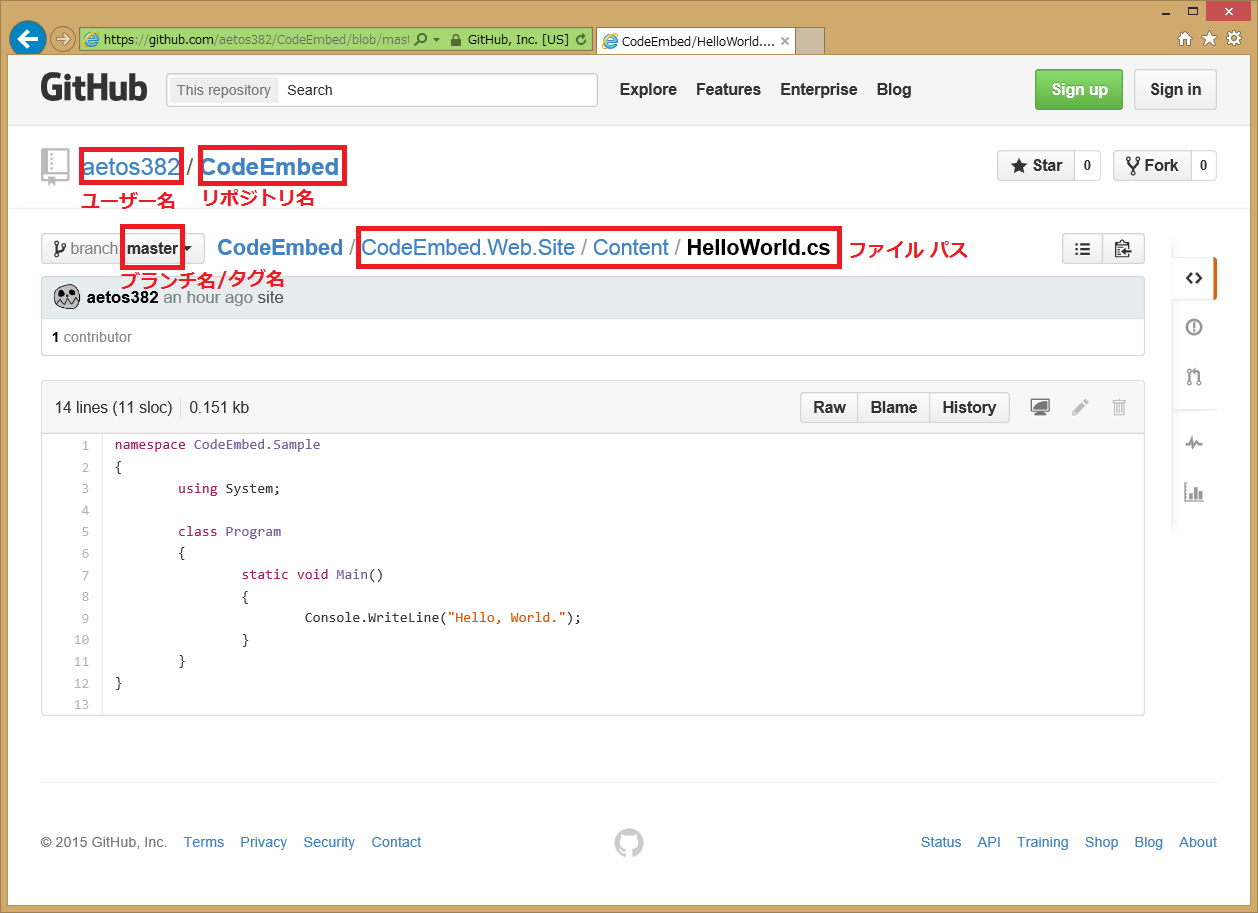 https://github.com/aetos382/CodeEmbed/blob/mast GitHub, Inc. [US] CodeEmbed/HelloWorld....
GitHub This repository Search Explore Features Enterprise Blog Sign up Sign in
aetos382 / CodeEmbed Star 0 Fork 0
ユーザー名 リポジトリ名
branch: master CodeEmbed / CodeEmbed.Web.Site / Content / HelloWorld.cs ファイル パス
ブランチ名/タグ名
aetos382 an hour ago site
1 contributor
14 lines (11 sloc) 0.151 kb Raw Blame History
1 namespace CodeEmbed.Sample
2 {
3 using System;
4
5 class Program
6 {
7 static void Main()
8 {
9 Console.WriteLine("Hello, World.");
10 }
11 }
12 }
13
© 2015 GitHub, Inc. Terms Privacy Security Contact Status API Training Shop Blog About